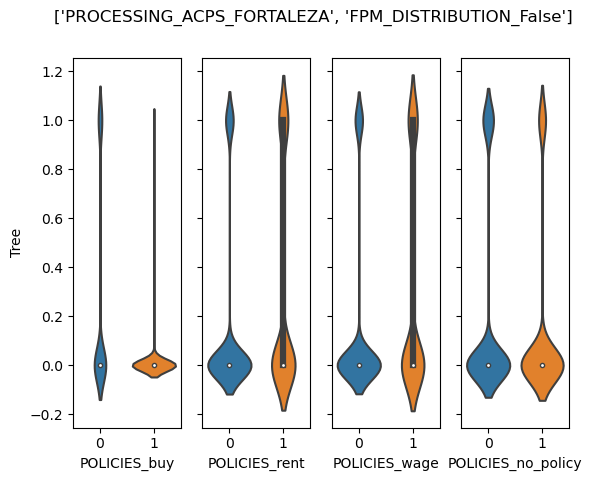 ['PROCESSING_ACPS_FORTALEZA', 'FPM_DISTRIBUTION_False']
1.2
1.0
0.8
0.6
0.4
0.2
0.0
−0.2
Tree
0 1
POLICIES_buy
0 1
POLICIES_rent
0 1
POLICIES_wage
0 1
POLICIES_no_policy